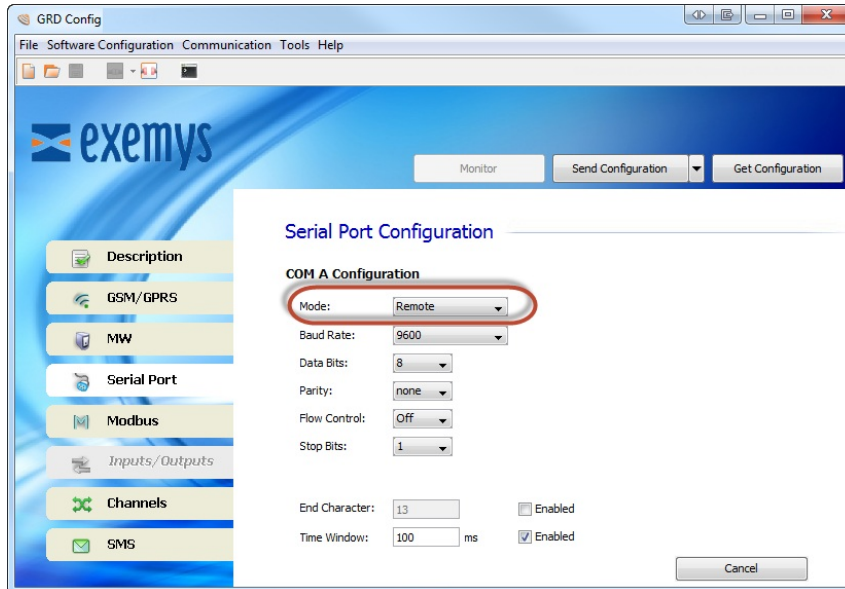 GRD Config
File Software Configuration Communication Tools Help
exemys
Monitor Send Configuration Get Configuration
Serial Port Configuration
Description
COM A Configuration
GSM/GPRS
Mode: Remote
MW
Baud Rate: 9600
Data Bits: 8
Serial Port
Parity: none
Modbus
Flow Control: Off
Stop Bits: 1
Inputs/Outputs
Channels
End Character: 13 Enabled
Time Window: 100 ms Enabled
SMS
Cancel